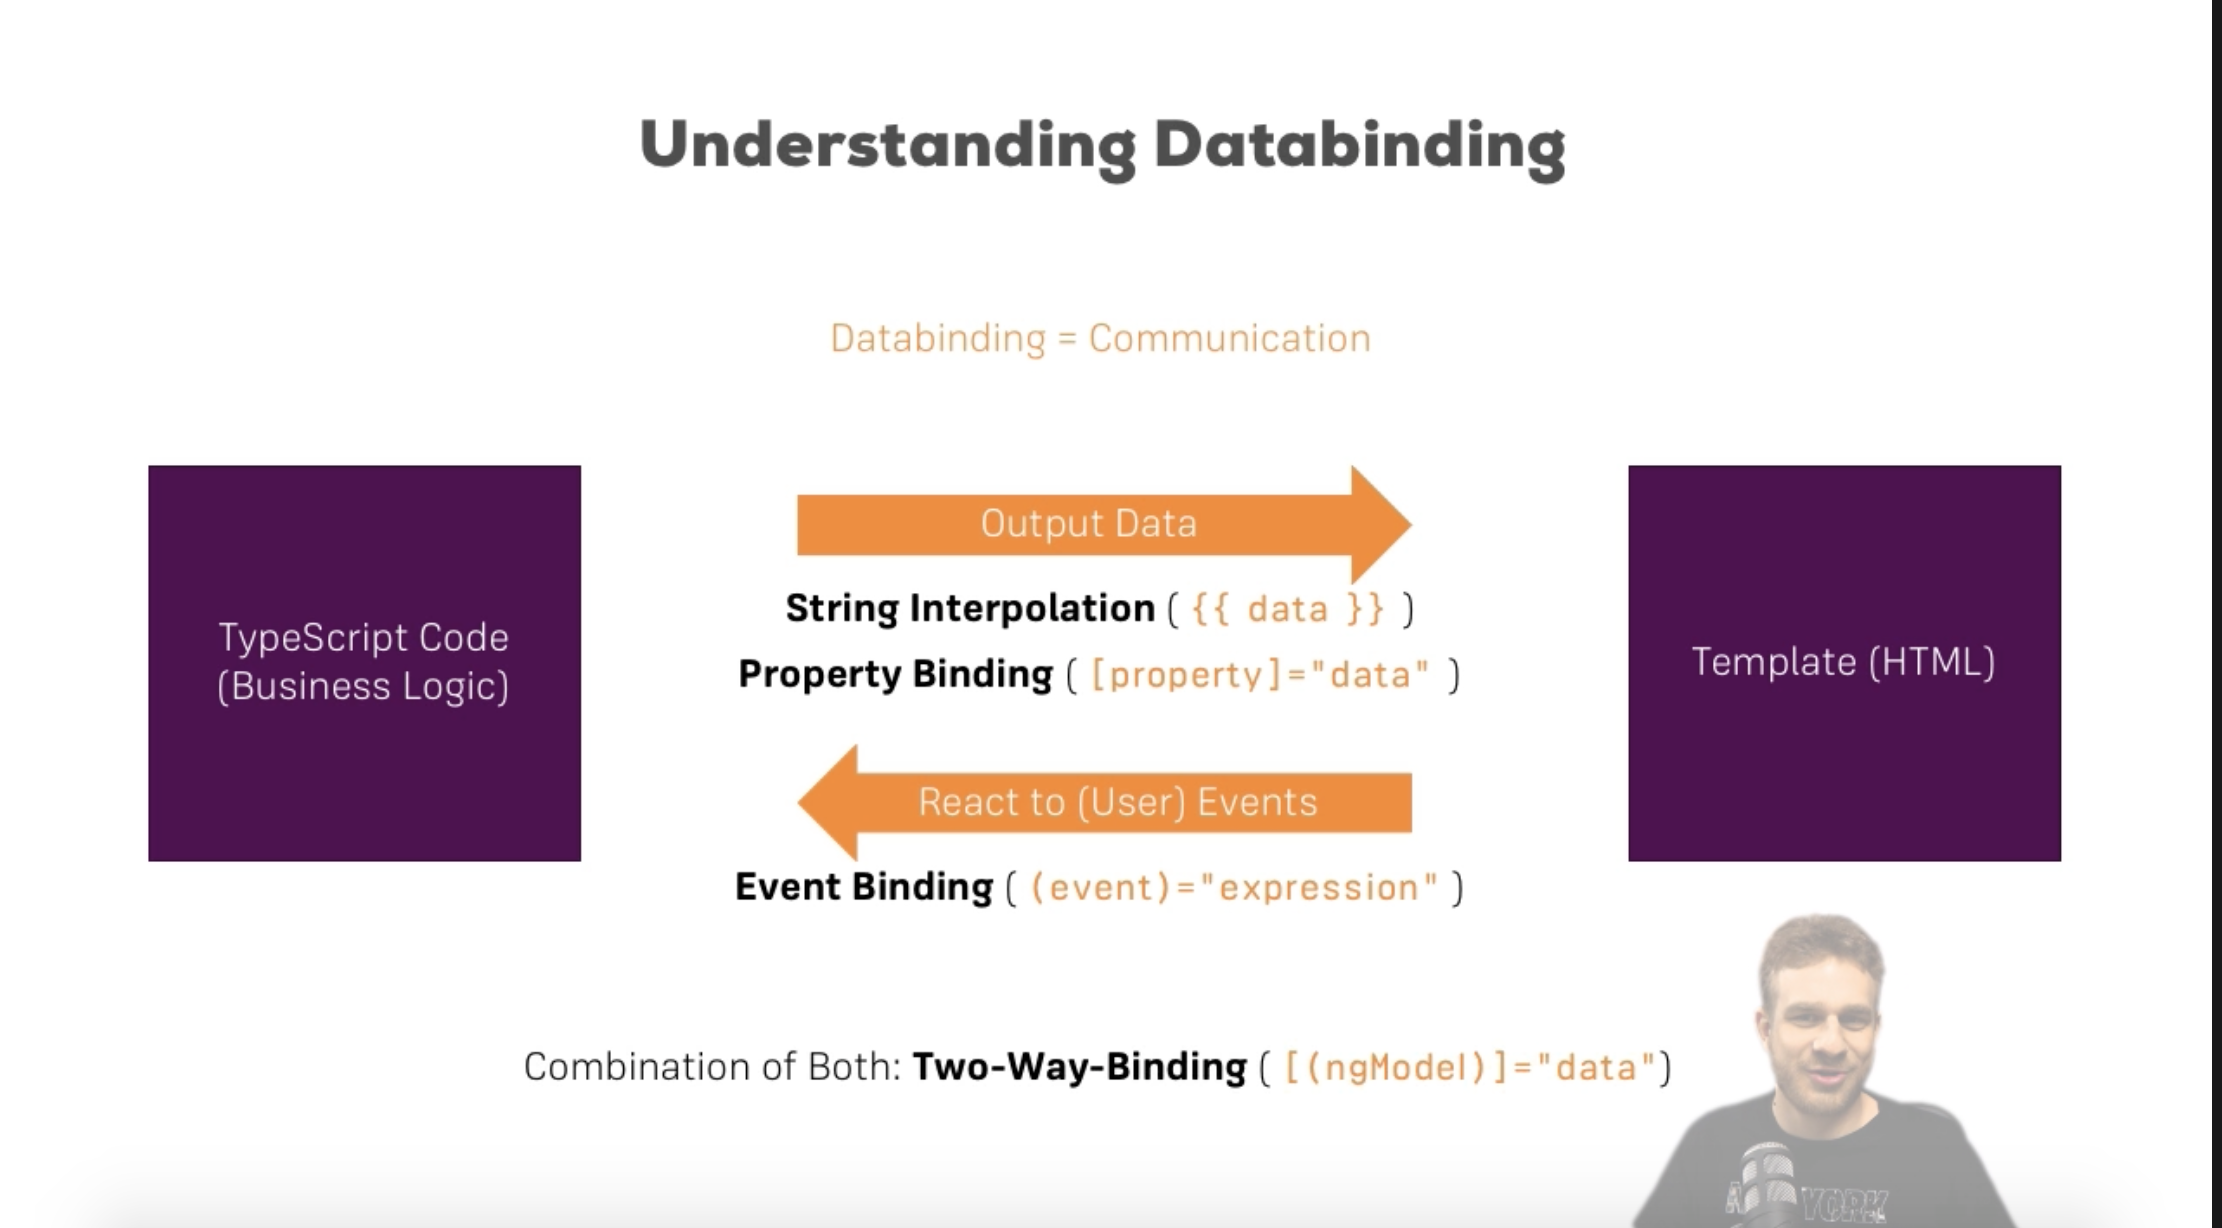 Understanding Databinding
Databinding = Communication
Output Data
String Interpolation ( {{ data }} )
Property Binding ( [property]="data" )
TypeScript Code
(Business Logic)
Template (HTML)
React to (User) Events
Event Binding ( (event)="expression" )
Combination of Both: Two-Way-Binding ( [(ngModel)]="data")
YORK